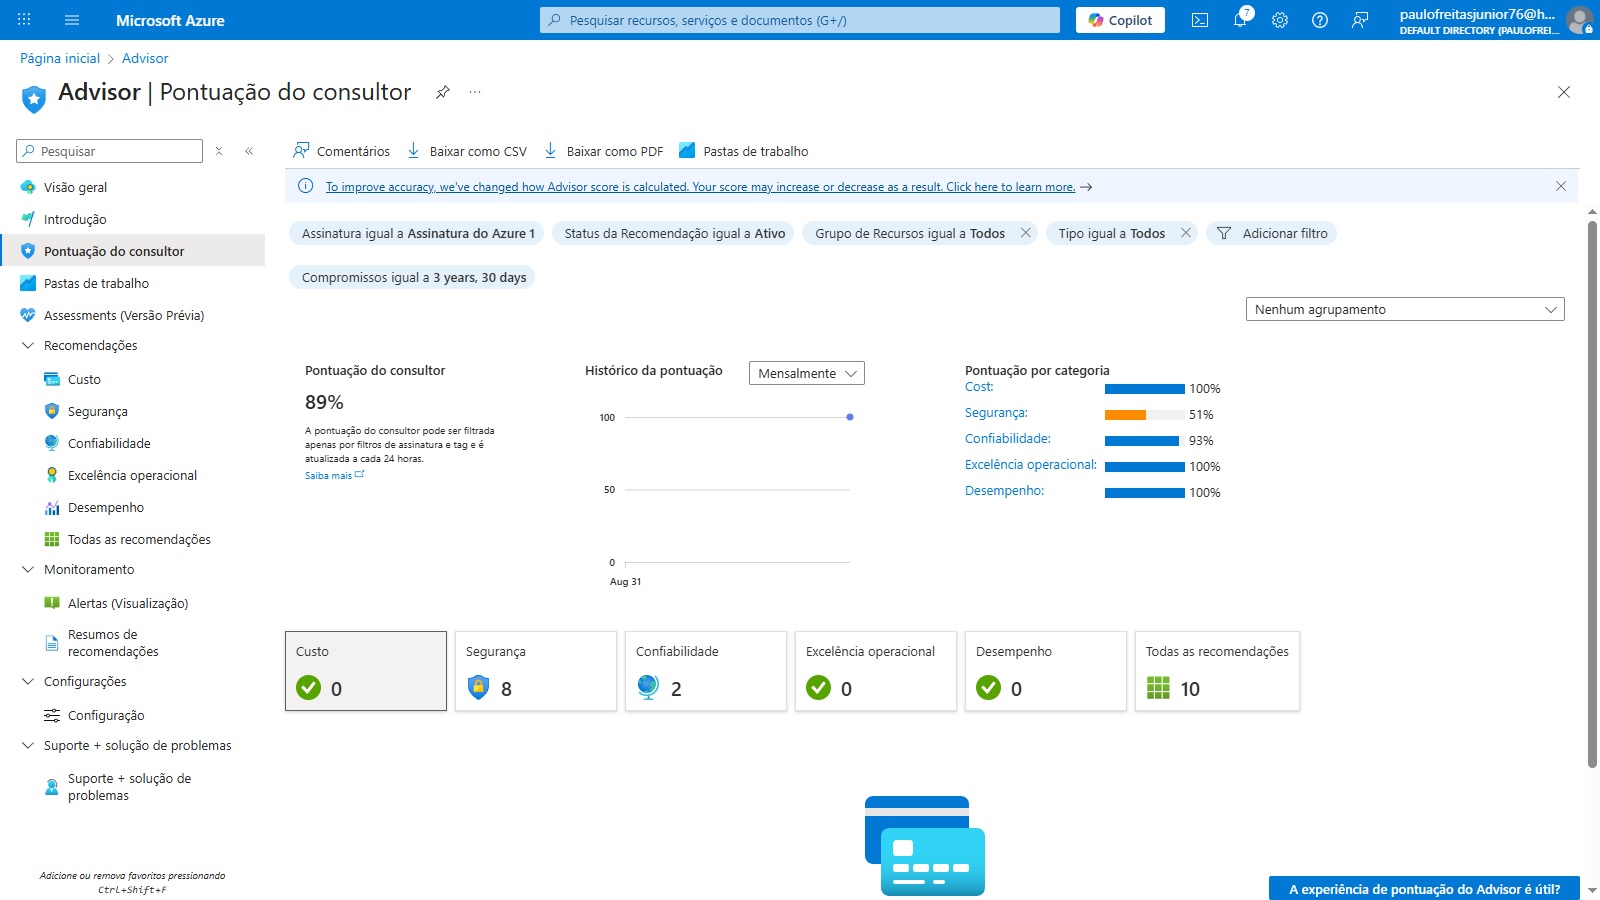 Microsoft Azure
Pesquisar recursos, serviços e documentos (G+/)
Copilot
7
paulofreitasjunior76@h...
DEFAULT DIRECTORY (PAULOFREI...
Página inicial > Advisor
Advisor | Pontuação do consultor
Pesquisar
Visão geral
Introdução
Pontuação do consultor
Pastas de trabalho
Assessments (Versão Prévia)
Recomendações
Custo
Segurança
Confiabilidade
Excelência operacional
Desempenho
Todas as recomendações
Monitoramento
Alertas (Visualização)
Resumos de
recomendações
Configurações
Configuração
Suporte + solução de problemas
Suporte + solução de
problemas
Adicione ou remova favoritos pressionando
Ctrl+Shift+F
Comentários
Baixar como CSV
Baixar como PDF
Pastas de trabalho
To improve accuracy, we've changed how Advisor score is calculated. Your score may increase or decrease as a result. Click here to learn more. →
Assinatura igual a Assinatura do Azure 1
Status da Recomendação igual a Ativo
Grupo de Recursos igual a Todos
Tipo igual a Todos
Adicionar filtro
Compromissos igual a 3 years, 30 days
Nenhum agrupamento
Pontuação do consultor
89%
A pontuação do consultor pode ser filtrada
apenas por filtros de assinatura e tag e é
atualizada a cada 24 horas.
Saiba mais
Histórico da pontuação
Mensalmente
100
50
0
Aug 31
Pontuação por categoria
Cost: 100%
Segurança: 51%
Confiabilidade: 93%
Excelência operacional: 100%
Desempenho: 100%
Custo
0
Segurança
8
Confiabilidade
2
Excelência operacional
0
Desempenho
0
Todas as recomendações
10
A experiência de pontuação do Advisor é útil?